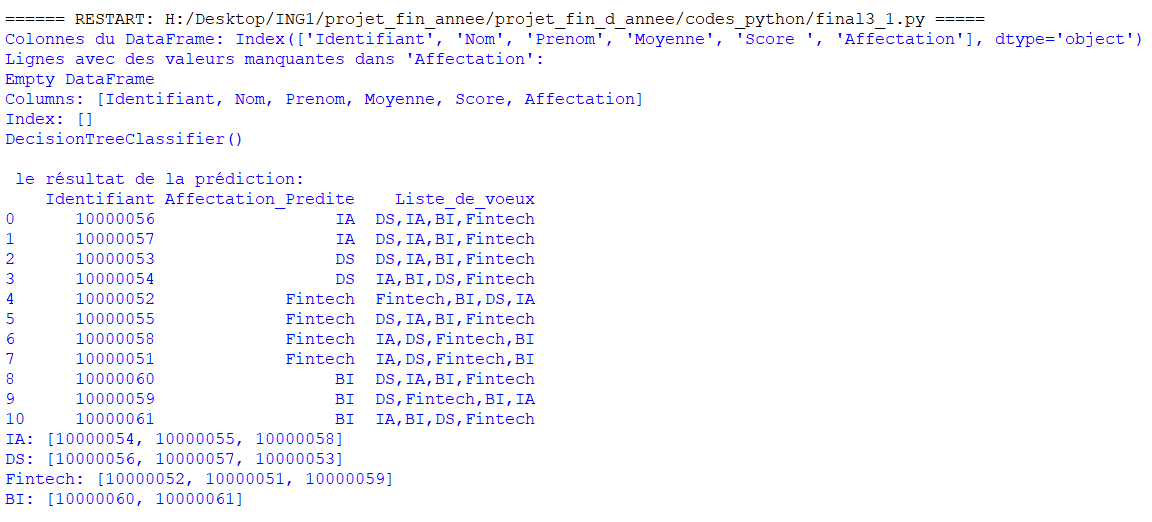 ====== RESTART: H:/Desktop/ING1/projet_fin_annee/projet_fin_d_annee/codes_python/final3_1.py =====
Colonnes du DataFrame: Index(['Identifiant', 'Nom', 'Prenom', 'Moyenne', 'Score ', 'Affectation'], dtype='object')
Lignes avec des valeurs manquantes dans 'Affectation':
Empty DataFrame
Columns: [Identifiant, Nom, Prenom, Moyenne, Score, Affectation]
Index: []
DecisionTreeClassifier()
le résultat de la prédiction:
Identifiant Affectation_Predite Liste_de_voeux
0 10000056 IA DS,IA,BI,Fintech
1 10000057 IA DS,IA,BI,Fintech
2 10000053 DS DS,IA,BI,Fintech
3 10000054 DS IA,BI,DS,Fintech
4 10000052 Fintech Fintech,BI,DS,IA
5 10000055 Fintech DS,IA,BI,Fintech
6 10000058 Fintech IA,DS,Fintech,BI
7 10000051 Fintech IA,DS,Fintech,BI
8 10000060 BI DS,IA,BI,Fintech
9 10000059 BI DS,Fintech,BI,IA
10 10000061 BI IA,BI,DS,Fintech
IA: [10000054, 10000055, 10000058]
DS: [10000056, 10000057, 10000053]
Fintech: [10000052, 10000051, 10000059]
BI: [10000060, 10000061]